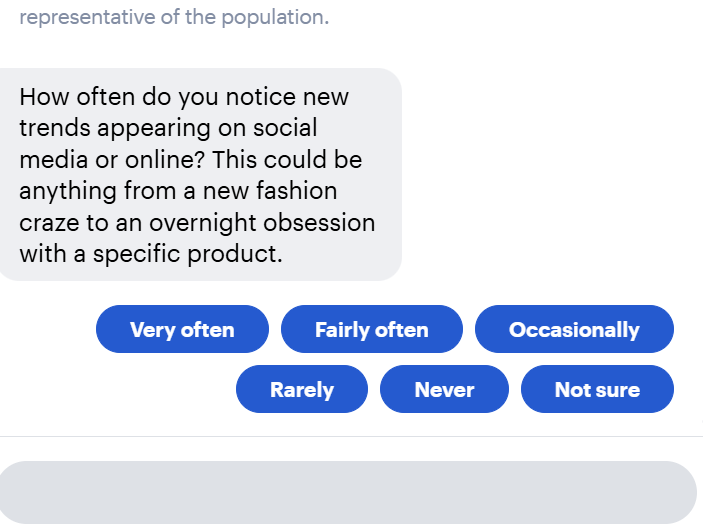 representative of the population.
How often do you notice new
trends appearing on social
media or online? This could be
anything from a new fashion
craze to an overnight obsession
with a specific product.
Very often
Fairly often
Occasionally
Rarely
Never
Not sure